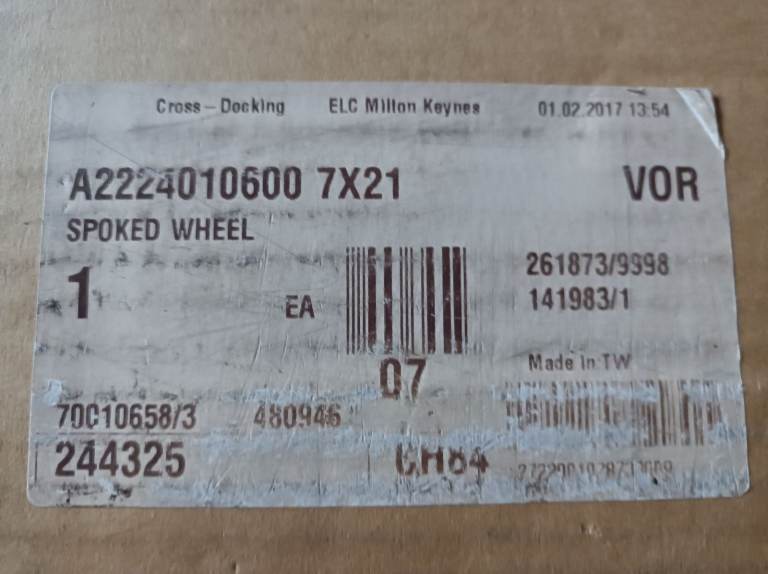 Cross-Docking ELC Milton Keynes 01.02.2017 13:54
A2224010600 7X21 VOR
SPOKED WHEEL
261873/9998
1 EA 141983/1
Made in TW
07
70C10658/3 480946
244325 CH84